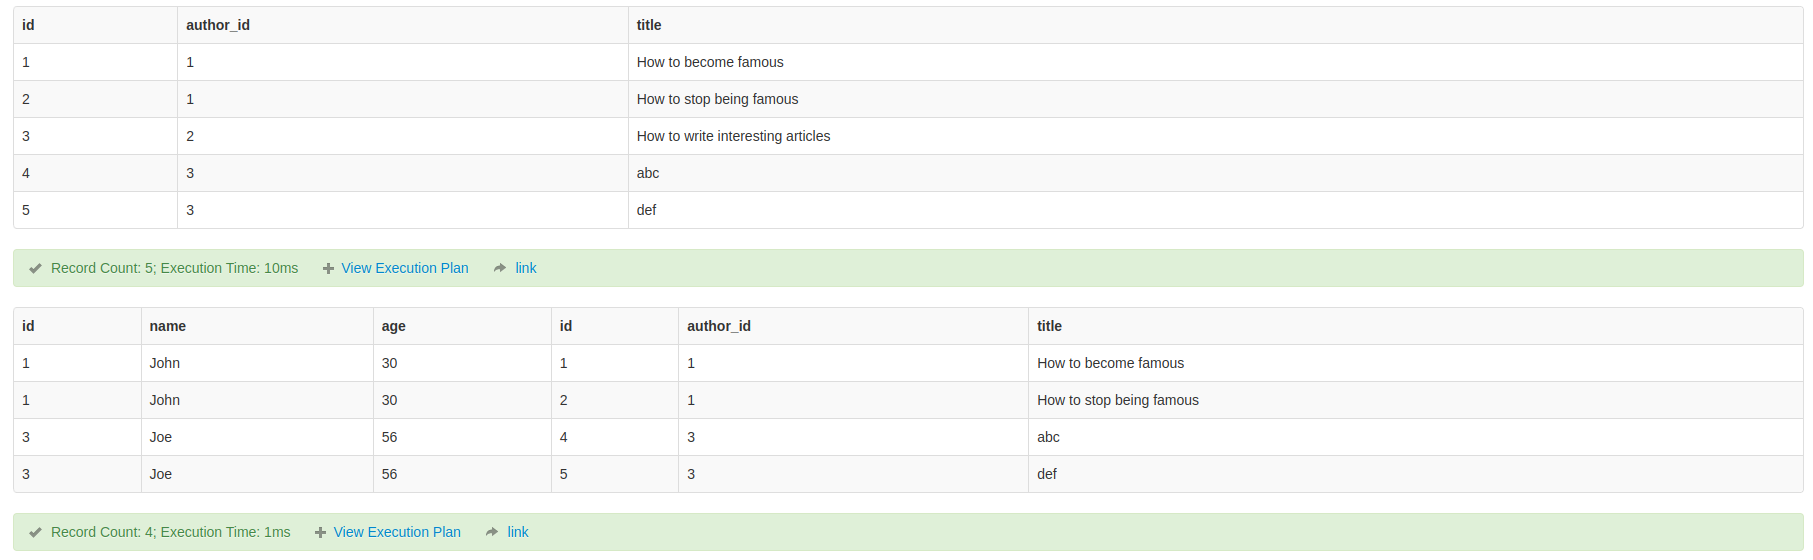 id author_id title
1 1 How to become famous
2 1 How to stop being famous
3 2 How to write interesting articles
4 3 abc
5 3 def
Record Count: 5; Execution Time: 10ms View Execution Plan link
id name age id author_id title
1 John 30 1 1 How to become famous
1 John 30 2 1 How to stop being famous
3 Joe 56 4 3 abc
3 Joe 56 5 3 def
Record Count: 4; Execution Time: 1ms View Execution Plan link